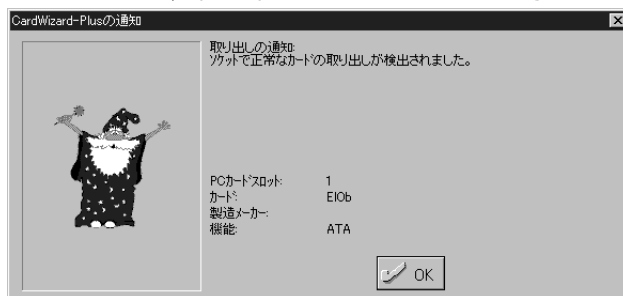 CardWizard-Plusの通知
取り出しの通知:
ソケットで正常なカードの取り出しが検出されました。
PCカードスロット: 1
カード: EIOb
製造メーカー:
機能: ATA
OK